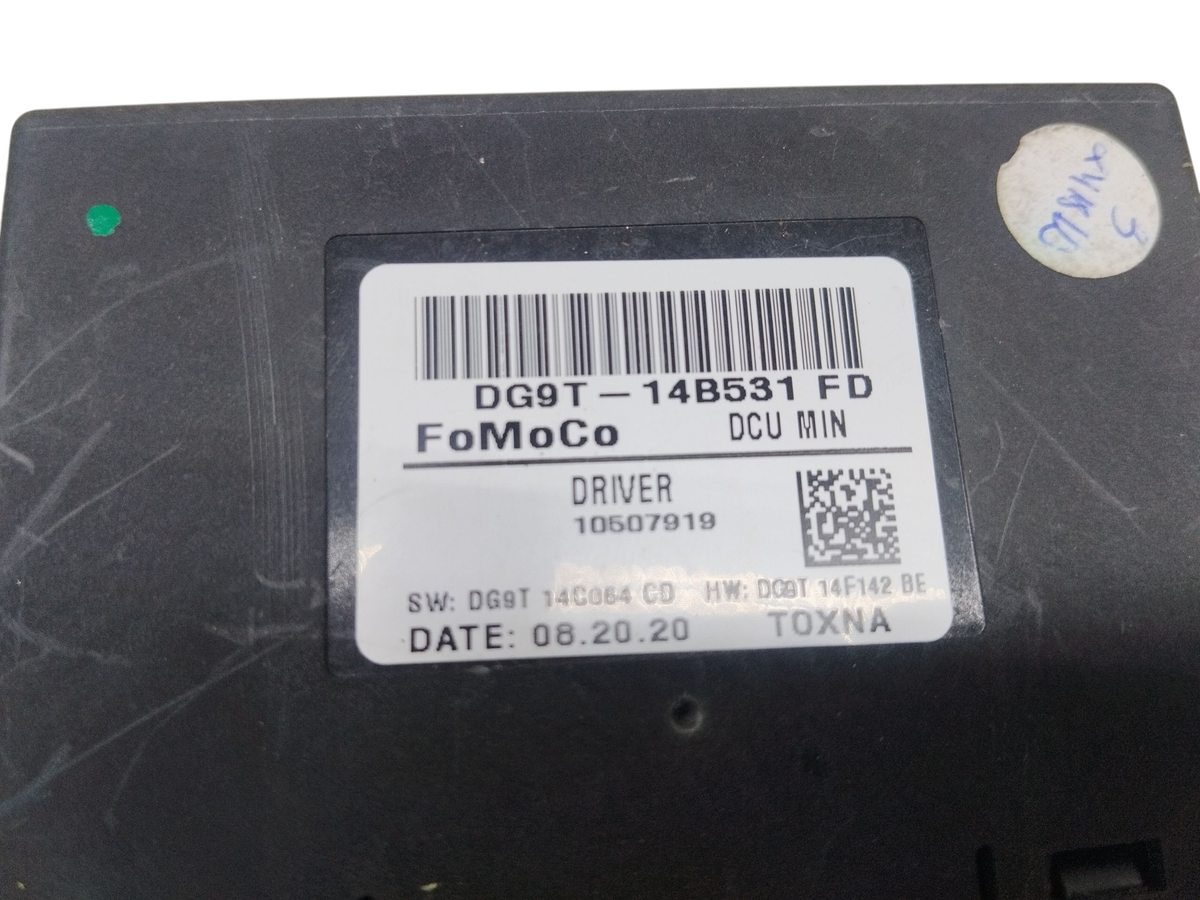 DG9T-14B531 FD
FoMoCo DCU MIN
DRIVER
10507919
SW: DG9T 14C064 CD HW: DG9T 14F142 BE
DATE: 08.20.20 TOXNA
3